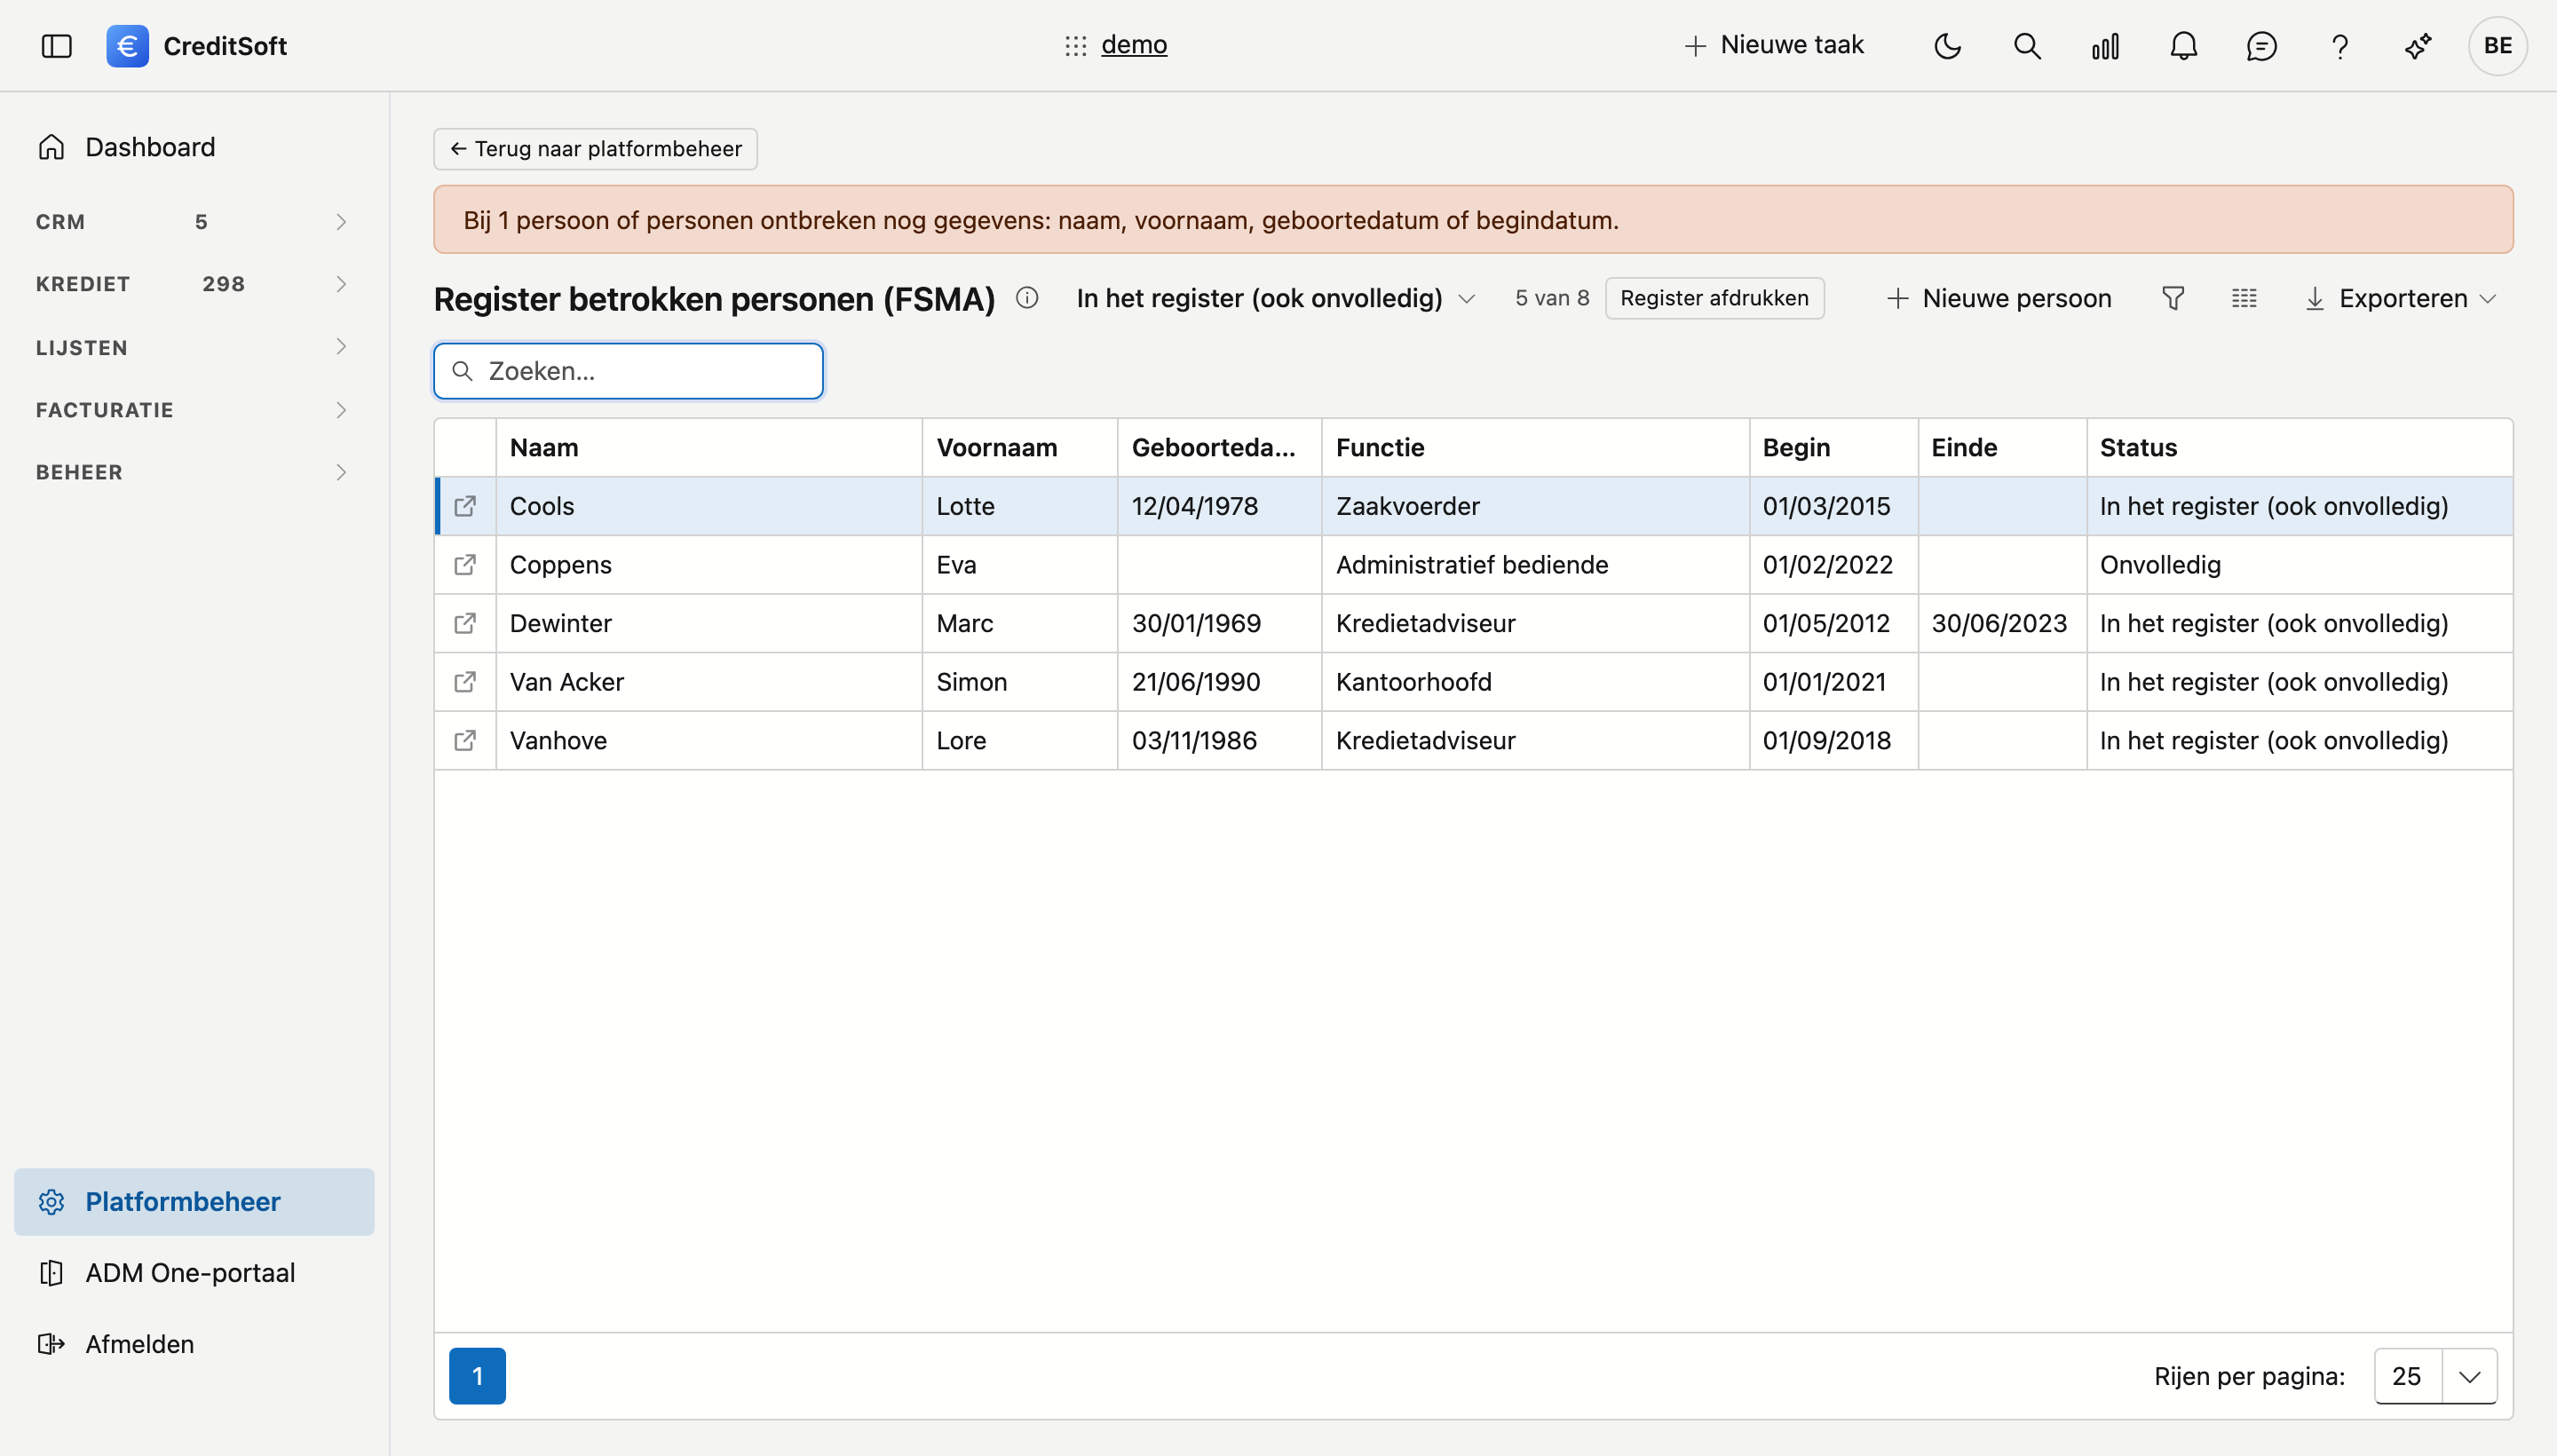 CreditSoft
demo
Nieuwe taak
BE
Dashboard
CRM 5
KREDIET 298
LIJSTEN
FACTURATIE
BEHEER
Platformbeheer
ADM One-portaal
Afmelden
← Terug naar platformbeheer
Bij 1 persoon of personen ontbreken nog gegevens: naam, voornaam, geboortedatum of begindatum.
Register betrokken personen (FSMA) In het register (ook onvolledig) 5 van 8 Register afdrukken Nieuwe persoon Exporteren
Zoeken...
Naam Voornaam Geboorteda... Functie Begin Einde Status
Cools Lotte 12/04/1978 Zaakvoerder 01/03/2015 In het register (ook onvolledig)
Coppens Eva Administratief bediende 01/02/2022 Onvolledig
Dewinter Marc 30/01/1969 Kredietadviseur 01/05/2012 30/06/2023 In het register (ook onvolledig)
Van Acker Simon 21/06/1990 Kantoorhoofd 01/01/2021 In het register (ook onvolledig)
Vanhove Lore 03/11/1986 Kredietadviseur 01/09/2018 In het register (ook onvolledig)
1 Rijen per pagina: 25